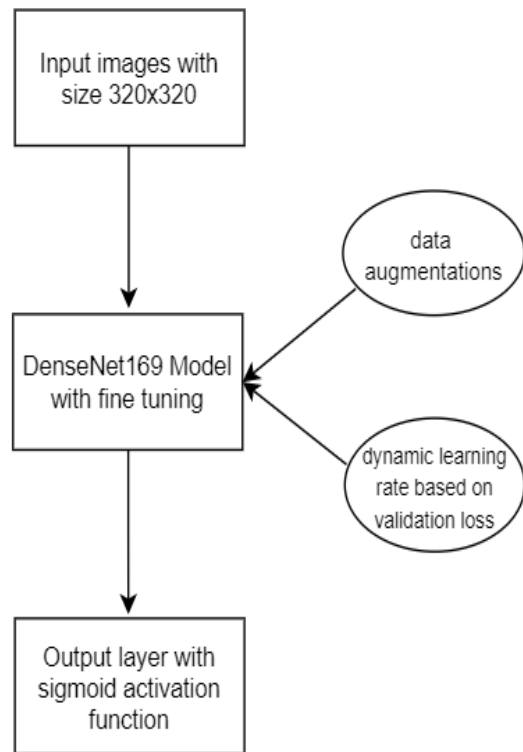 Input images with
size 320x320
data
augmentations
DenseNet169 Model
with fine tuning
dynamic learning
rate based on
validation loss
Output layer with
sigmoid activation
function